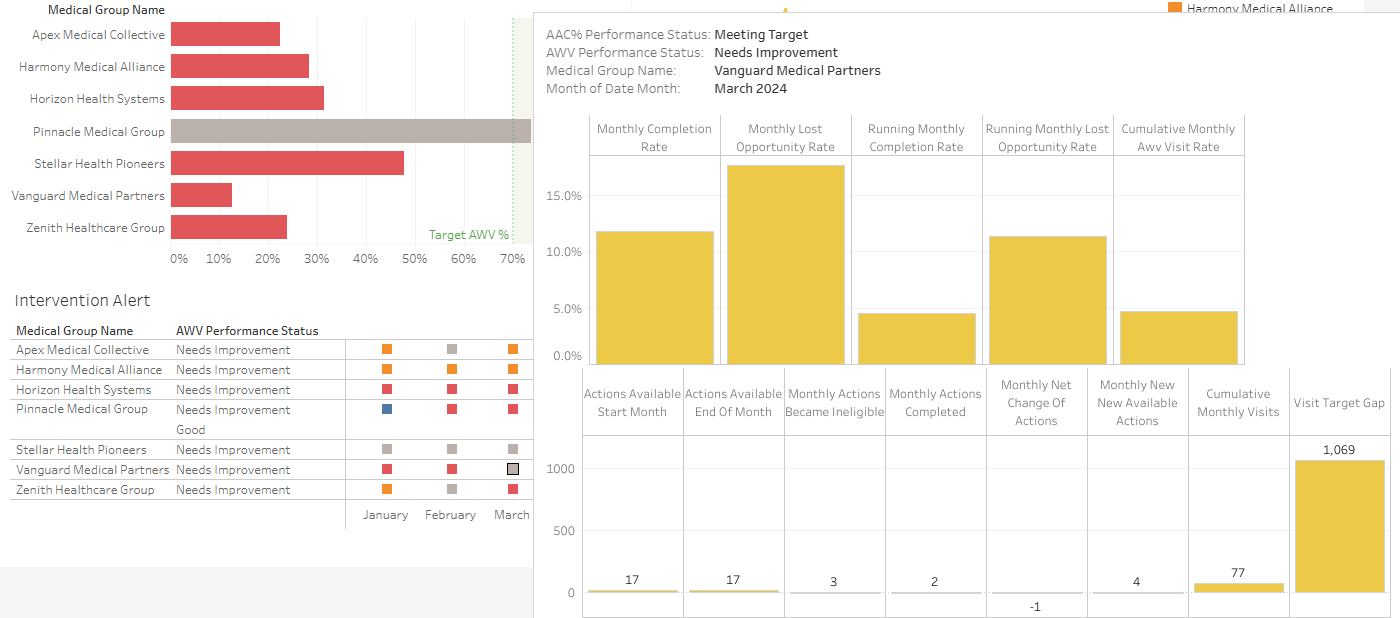 Medical Group Name
Apex Medical Collective
Harmony Medical Alliance
Horizon Health Systems
Pinnacle Medical Group
Stellar Health Pioneers
Vanguard Medical Partners
Zenith Healthcare Group
Target AWV %
0% 10% 20% 30% 40% 50% 60% 70%
Intervention Alert
Medical Group Name AWV Performance Status
Apex Medical Collective Needs Improvement
Harmony Medical Alliance Needs Improvement
Horizon Health Systems Needs Improvement
Pinnacle Medical Group Needs Improvement
Good
Stellar Health Pioneers Needs Improvement
Vanguard Medical Partners Needs Improvement
Zenith Healthcare Group Needs Improvement
January February March
Harmony Medical Alliance
AAC% Performance Status: Meeting Target
AWV Performance Status: Needs Improvement
Medical Group Name: Vanguard Medical Partners
Month of Date Month: March 2024
Monthly Completion
Rate
Monthly Lost
Opportunity Rate
Running Monthly
Completion Rate
Running Monthly Lost
Opportunity Rate
Cumulative Monthly
Awv Visit Rate
15.0%
10.0%
5.0%
0.0%
Actions Available
Start Month
Actions Available
End Of Month
Monthly Actions
Became Ineligible
Monthly Actions
Completed
Monthly Net
Change Of
Actions
Monthly New
New Available
Actions
Cumulative
Monthly Visits
Visit Target Gap
1000
500
0
17
17
3
2
-1
4
77
1,069